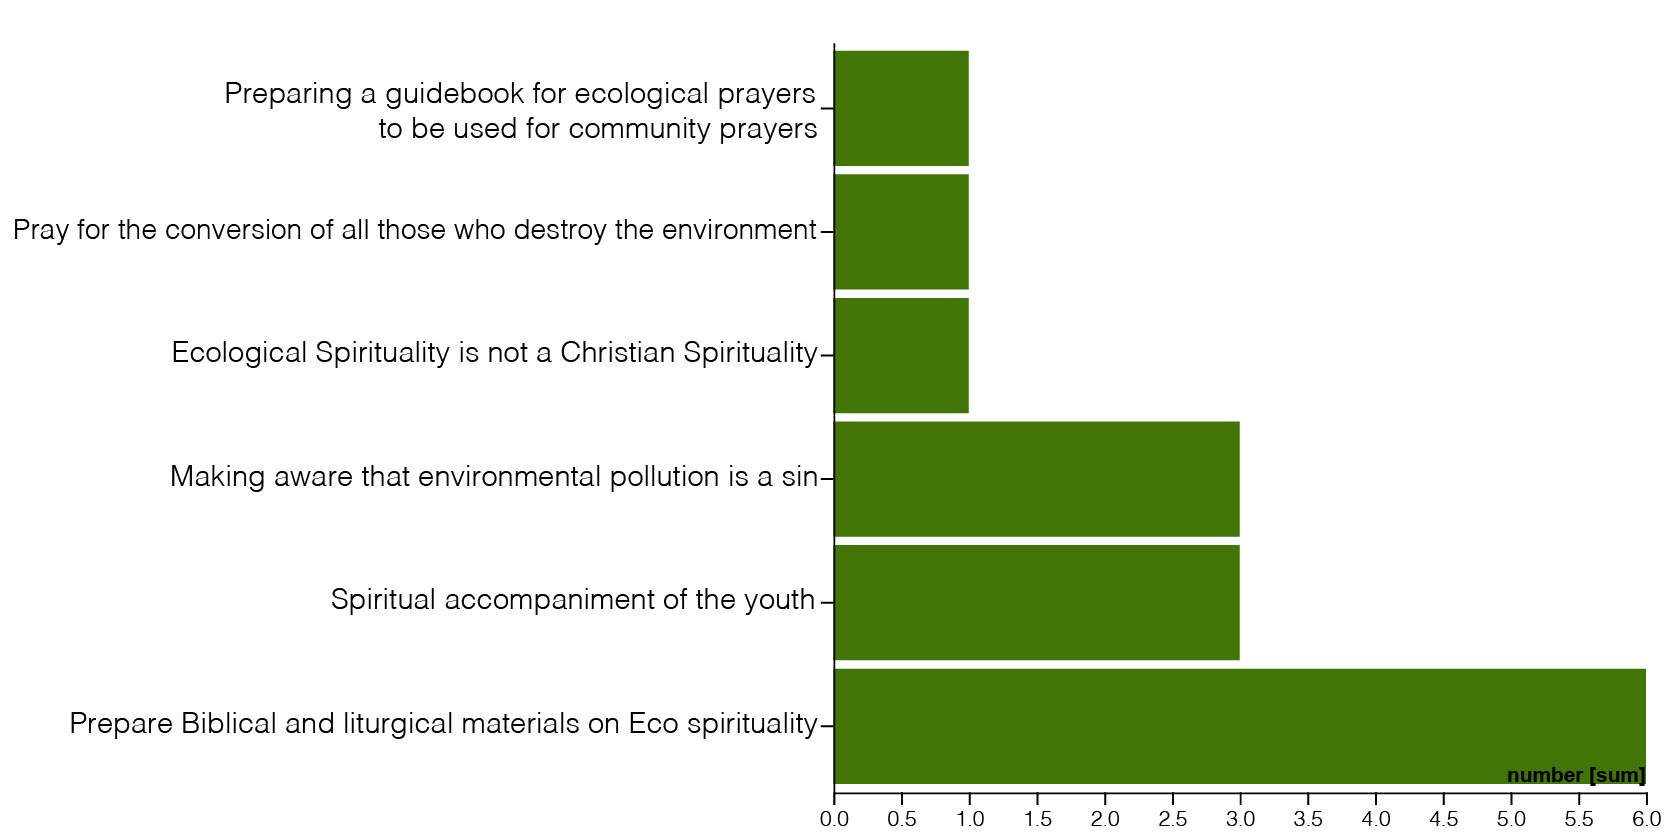 Preparing a guidebook for ecological prayers
to be used for community prayers
Pray for the conversion of all those who destroy the environment
Ecological Spirituality is not a Christian Spirituality
Making aware that environmental pollution is a sin
Spiritual accompaniment of the youth
Prepare Biblical and liturgical materials on Eco spirituality
number [sum]
0.0 0.5 1.0 1.5 2.0 2.5 3.0 3.5 4.0 4.5 5.0 5.5 6.0